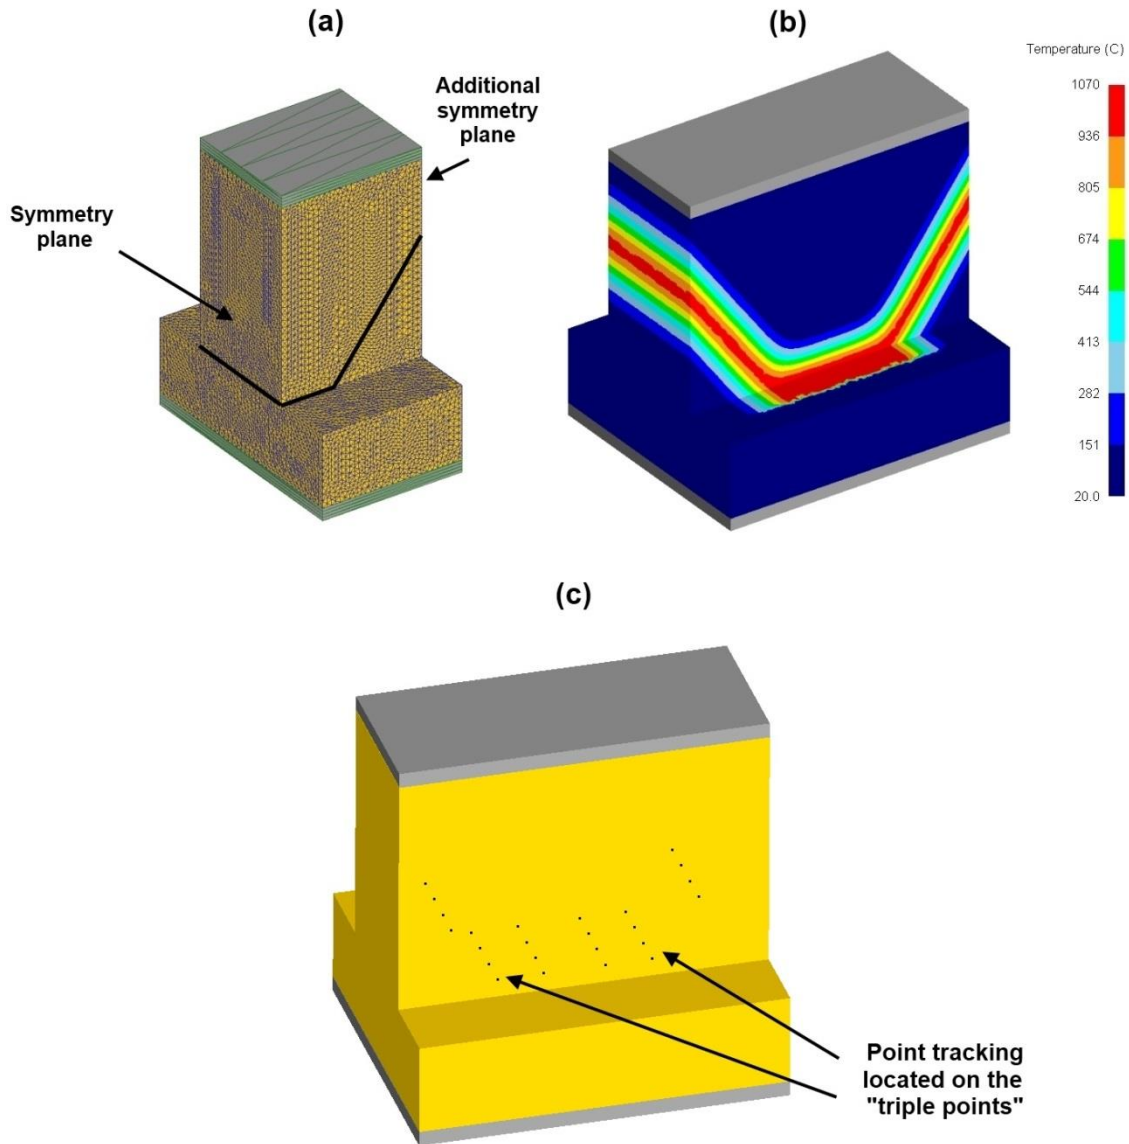 (a)
(b)
Temperature (C)
Additional
symmetry
plane
Symmetry
plane
1070
936
805
674
544
413
282
151
20.0
(c)
Point tracking
located on the
"triple points"